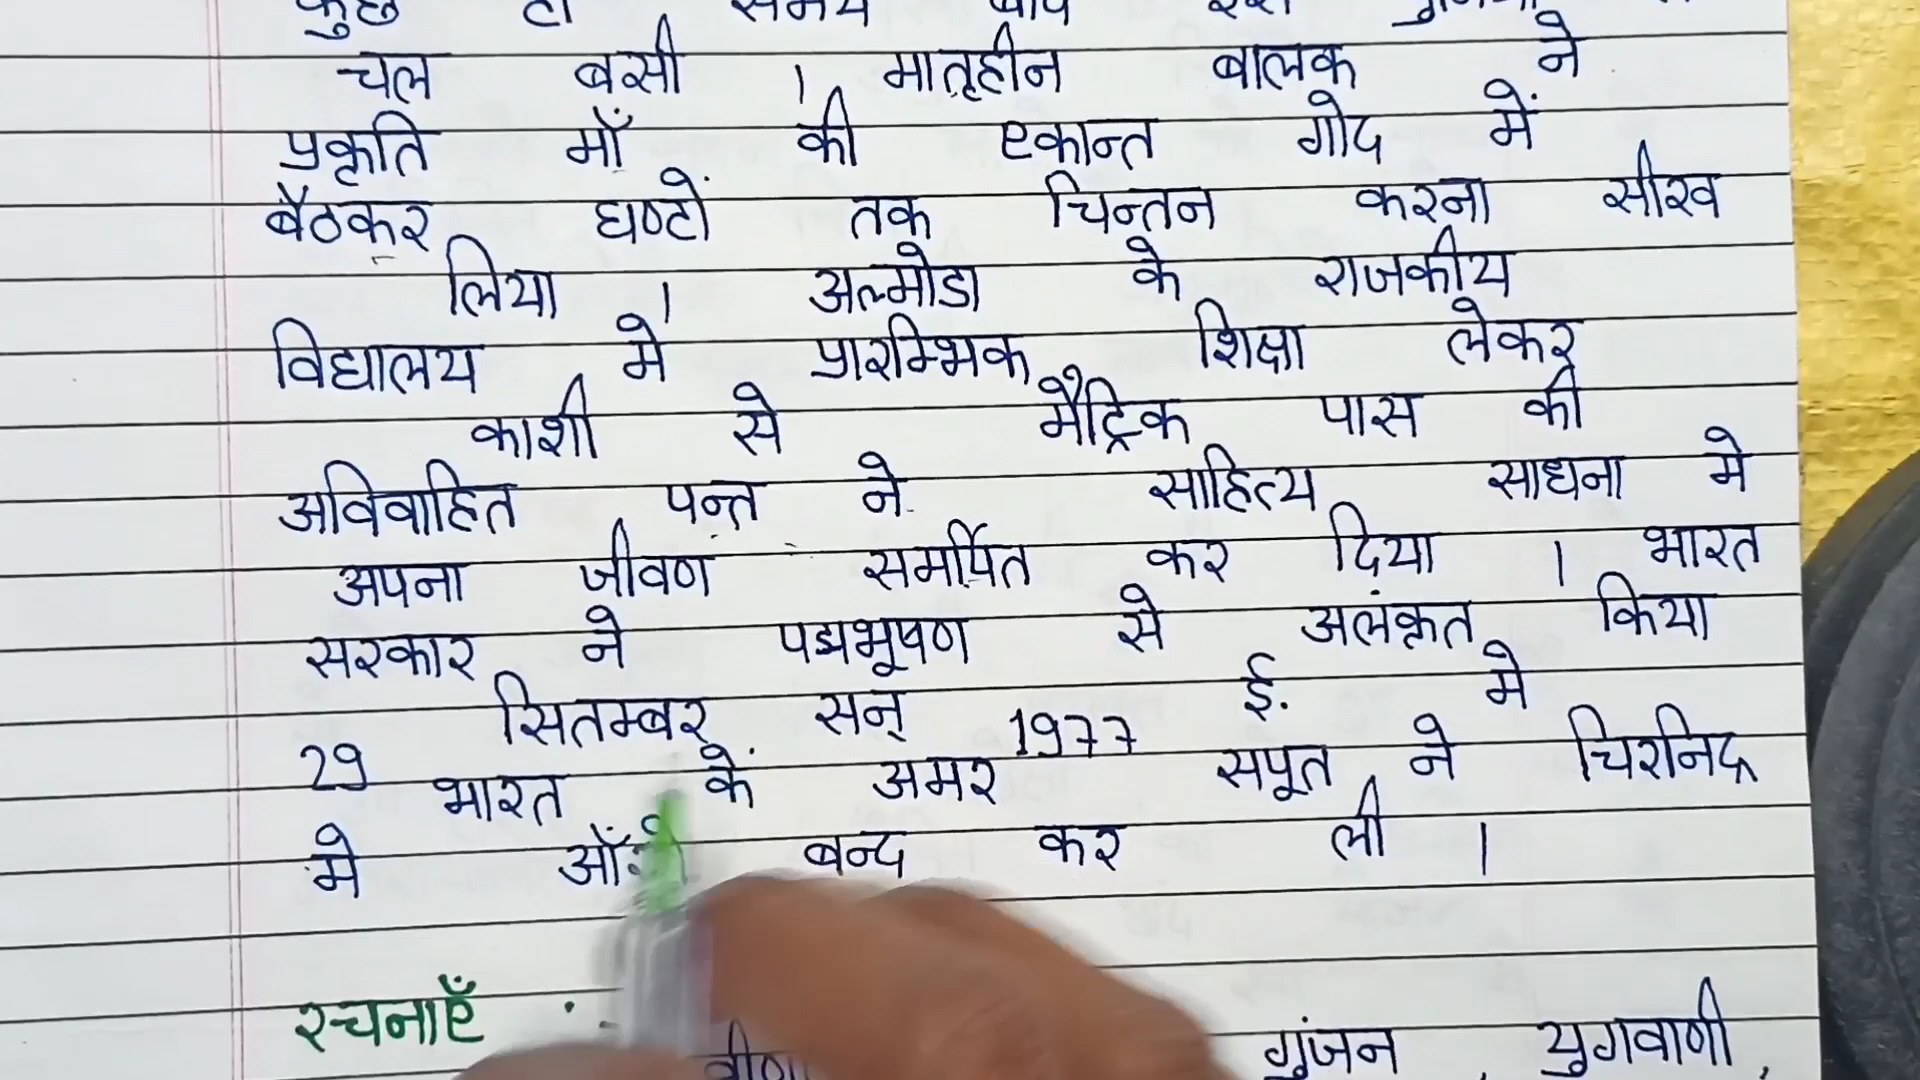 कुछ ही समय बाद इस
चल बसी । मातृहीन बालक ने
प्रकृति माँ की एकान्त गोद में
बैठकर घण्टों तक चिन्तन करना सीख
लिया । अल्मोडा के राजकीय
विद्यालय मे प्रारम्भिक शिक्षा लेकर
काशी से मैट्रिक पास की
अविवाहित पन्त ने साहित्य साधना मे
अपना जीवण समर्पित कर दिया । भारत
सरकार ने पद्मभूषण से अलंकृत किया
29 सितम्बर सन् 1977 ई. मे
भारत के अमर सपूत ने चिरनिद्र
मे बन्द कर ली ।
रचनाएँ
वीणा गुंजन , युगवाणी ,